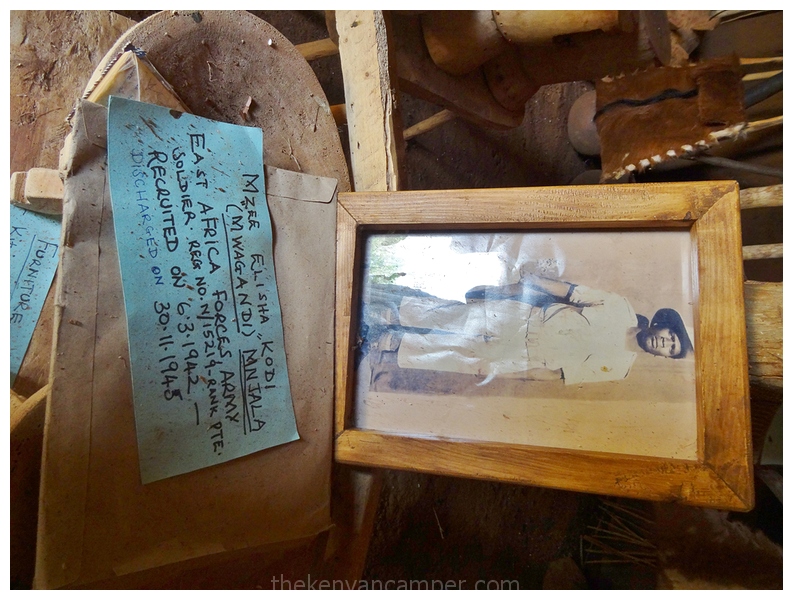 MZEE ELISHA "KODI
(MWAGANDI) MNJALA
EAST AFRICA FORCES ARMY
SOLDIER REG NO. N/15219-RANK PTE.
RECRUITED ON 6.3.1942 —
DISCHARGED ON 30.11.1945
FURNITURE
thekenyancamper.com